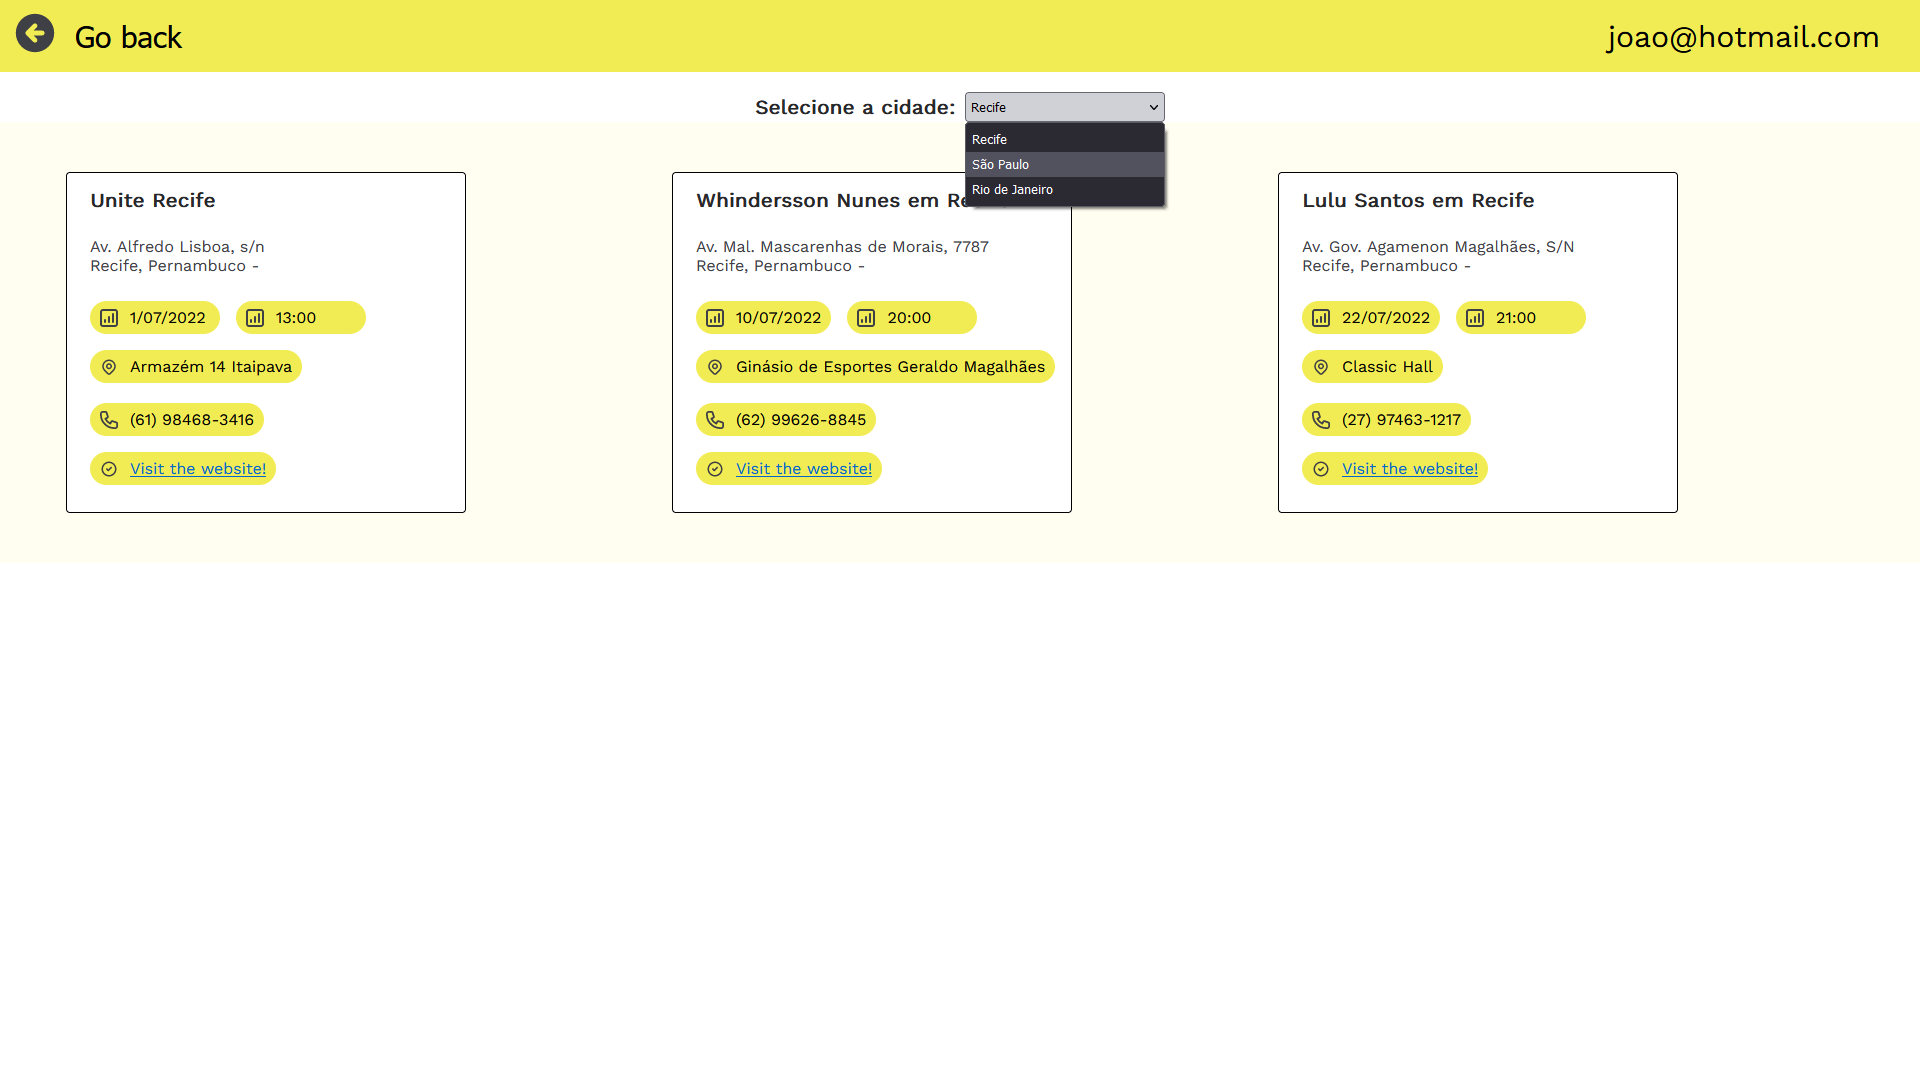 Go back
joao@hotmail.com
Selecione a cidade: Recife
Recife
São Paulo
Rio de Janeiro
Unite Recife
Av. Alfredo Lisboa, s/n
Recife, Pernambuco -
1/07/2022 13:00
Armazém 14 Itaipava
(61) 98468-3416
Visit the website!
Whindersson Nunes em
Av. Mal. Mascarenhas de Morais, 7787
Recife, Pernambuco -
10/07/2022 20:00
Ginásio de Esportes Geraldo Magalhães
(62) 99626-8845
Visit the website!
Lulu Santos em Recife
Av. Gov. Agamenon Magalhães, S/N
Recife, Pernambuco -
22/07/2022 21:00
Classic Hall
(27) 97463-1217
Visit the website!